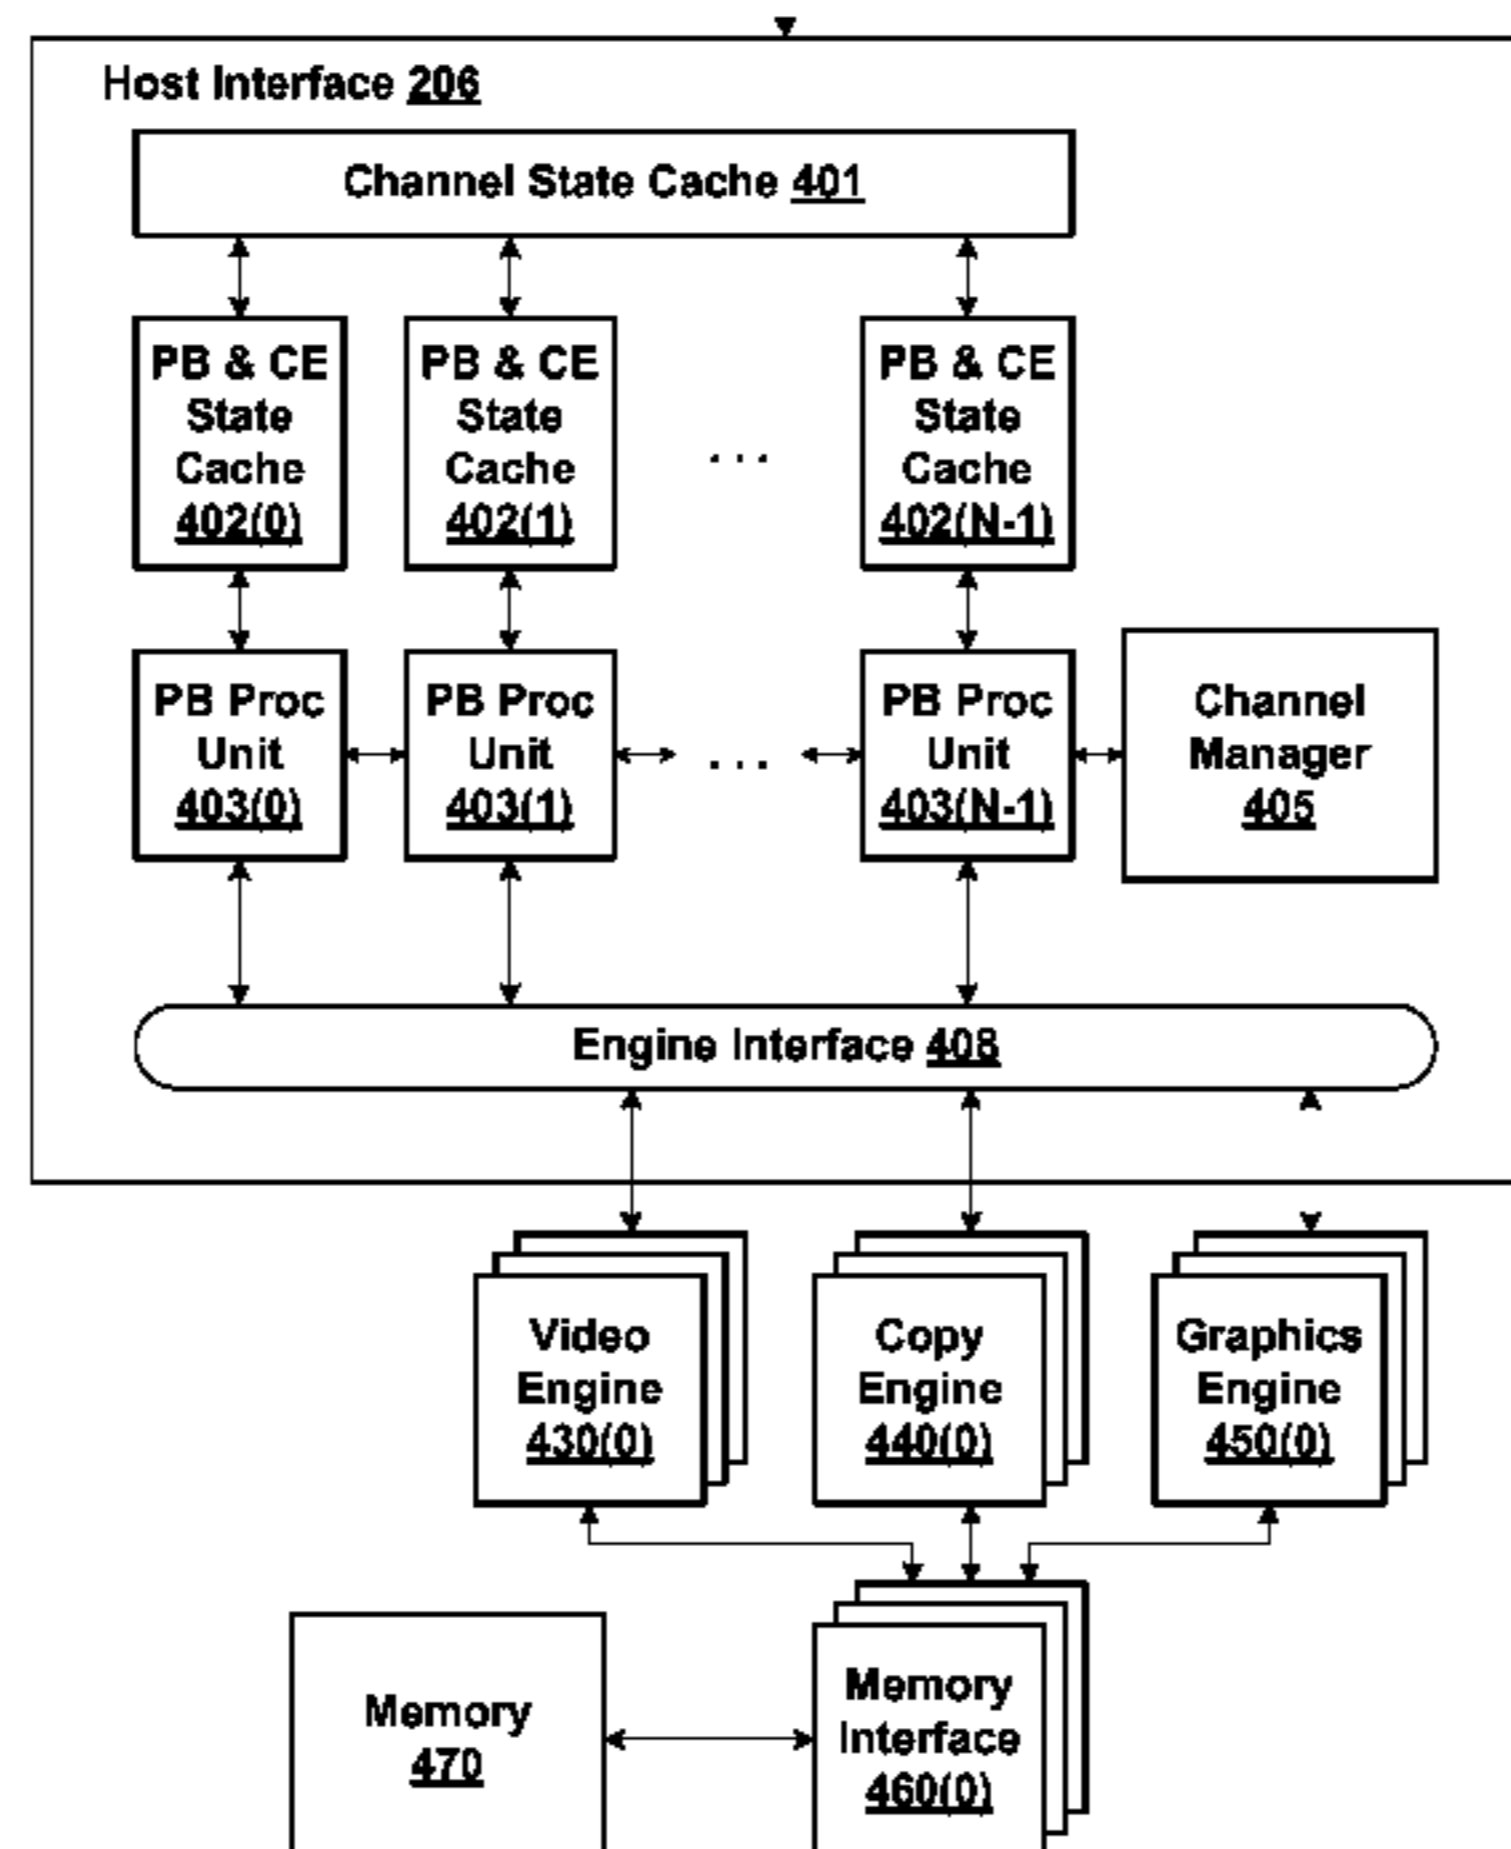 Host Interface 206
Channel State Cache 401
PB & CE
State
Cache
402(0)
PB & CE
State
Cache
402(1)
. . .
PB & CE
State
Cache
402(N-1)
PB Proc
Unit
403(0)
PB Proc
Unit
403(1)
. . .
PB Proc
Unit
403(N-1)
Channel
Manager
405
Engine Interface 408
Video
Engine
430(0)
Copy
Engine
440(0)
Graphics
Engine
450(0)
Memory
470
Memory
Interface
460(0)